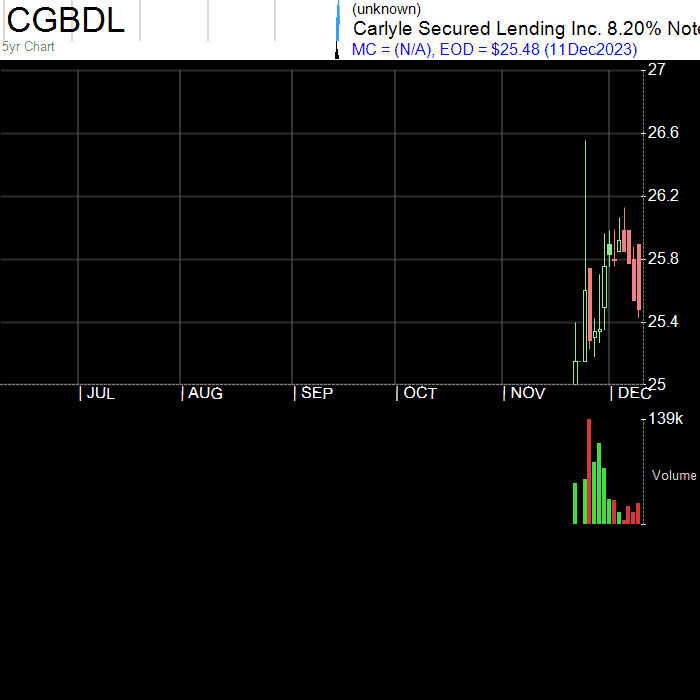 CGBDL
5yr Chart
(unknown)
Carlyle Secured Lending Inc. 8.20% Note
MC = (N/A), EOD = $25.48 (11Dec2023)
27
26.6
26.2
25.8
25.4
25
| JUL | AUG | SEP | OCT | NOV | DEC
139k
Volume